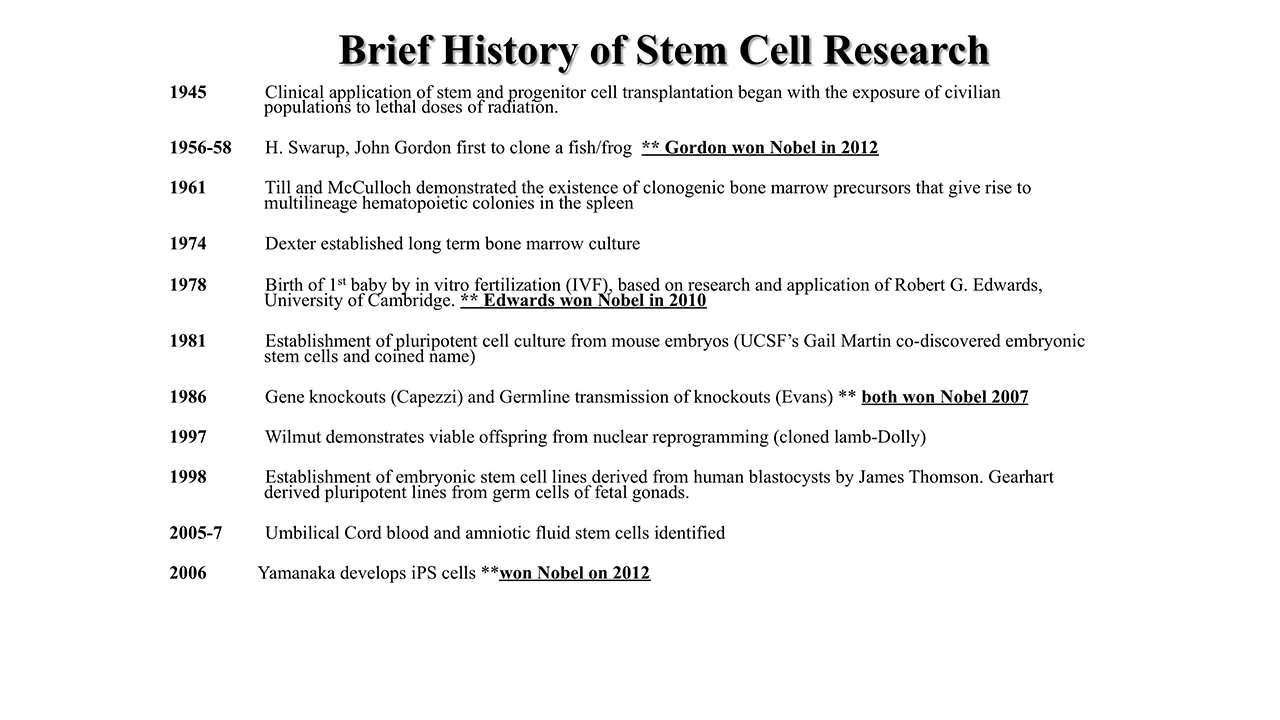 Brief History of Stem Cell Research
1945 Clinical application of stem and progenitor cell transplantation began with the exposure of civilian
populations to lethal doses of radiation.
1956-58 H. Swarup, John Gordon first to clone a fish/frog ** Gordon won Nobel in 2012
1961 Till and McCulloch demonstrated the existence of clonogenic bone marrow precursors that give rise to
multilineage hematopoietic colonies in the spleen
1974 Dexter established long term bone marrow culture
1978 Birth of 1st baby by in vitro fertilization (IVF), based on research and application of Robert G. Edwards,
University of Cambridge. ** Edwards won Nobel in 2010
1981 Establishment of pluripotent cell culture from mouse embryos (UCSF’s Gail Martin co-discovered embryonic
stem cells and coined name)
1986 Gene knockouts (Capezzi) and Germline transmission of knockouts (Evans) ** both won Nobel 2007
1997 Wilmut demonstrates viable offspring from nuclear reprogramming (cloned lamb-Dolly)
1998 Establishment of embryonic stem cell lines derived from human blastocysts by James Thomson. Gearhart
derived pluripotent lines from germ cells of fetal gonads.
2005-7 Umbilical Cord blood and amniotic fluid stem cells identified
2006 Yamanaka develops iPS cells **won Nobel on 2012